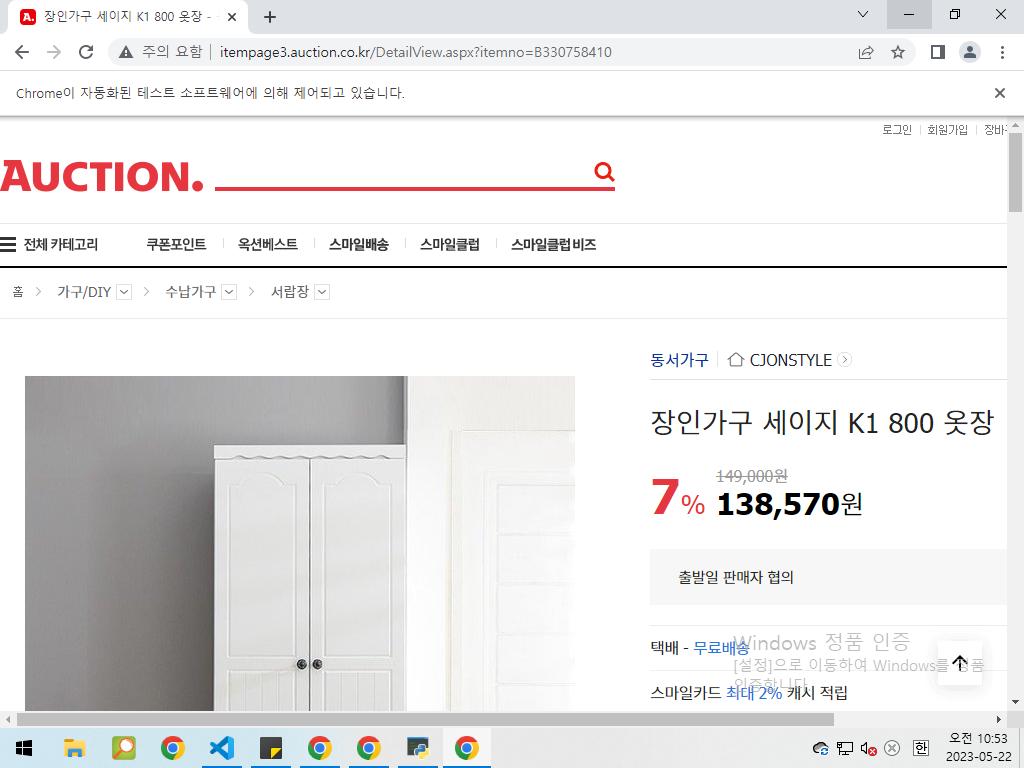 장인가구 세이지 K1 800 옷장 -
주의 요함 itempage3.auction.co.kr/DetailView.aspx?itemno=B330758410
Chrome이 자동화된 테스트 소프트웨어에 의해 제어되고 있습니다.
로그인 회원가입 장바
AUCTION.
전체 카테고리 쿠폰포인트 옥션베스트 스마일배송 스마일클럽 스마일클럽 비즈
홈 가구/DIY 수납가구 서랍장
동서가구 CJONSTYLE
장인가구 세이지 K1 800 옷장
149,000원
7% 138,570원
출발일 판매자 협의
택배 - 무료배송
Windows 정품 인증
[설정]으로 이동하여 Windows를 정품
인증합니다.
스마일카드 최대 2% 캐시 적립
한
오전 10:53
2023-05-22